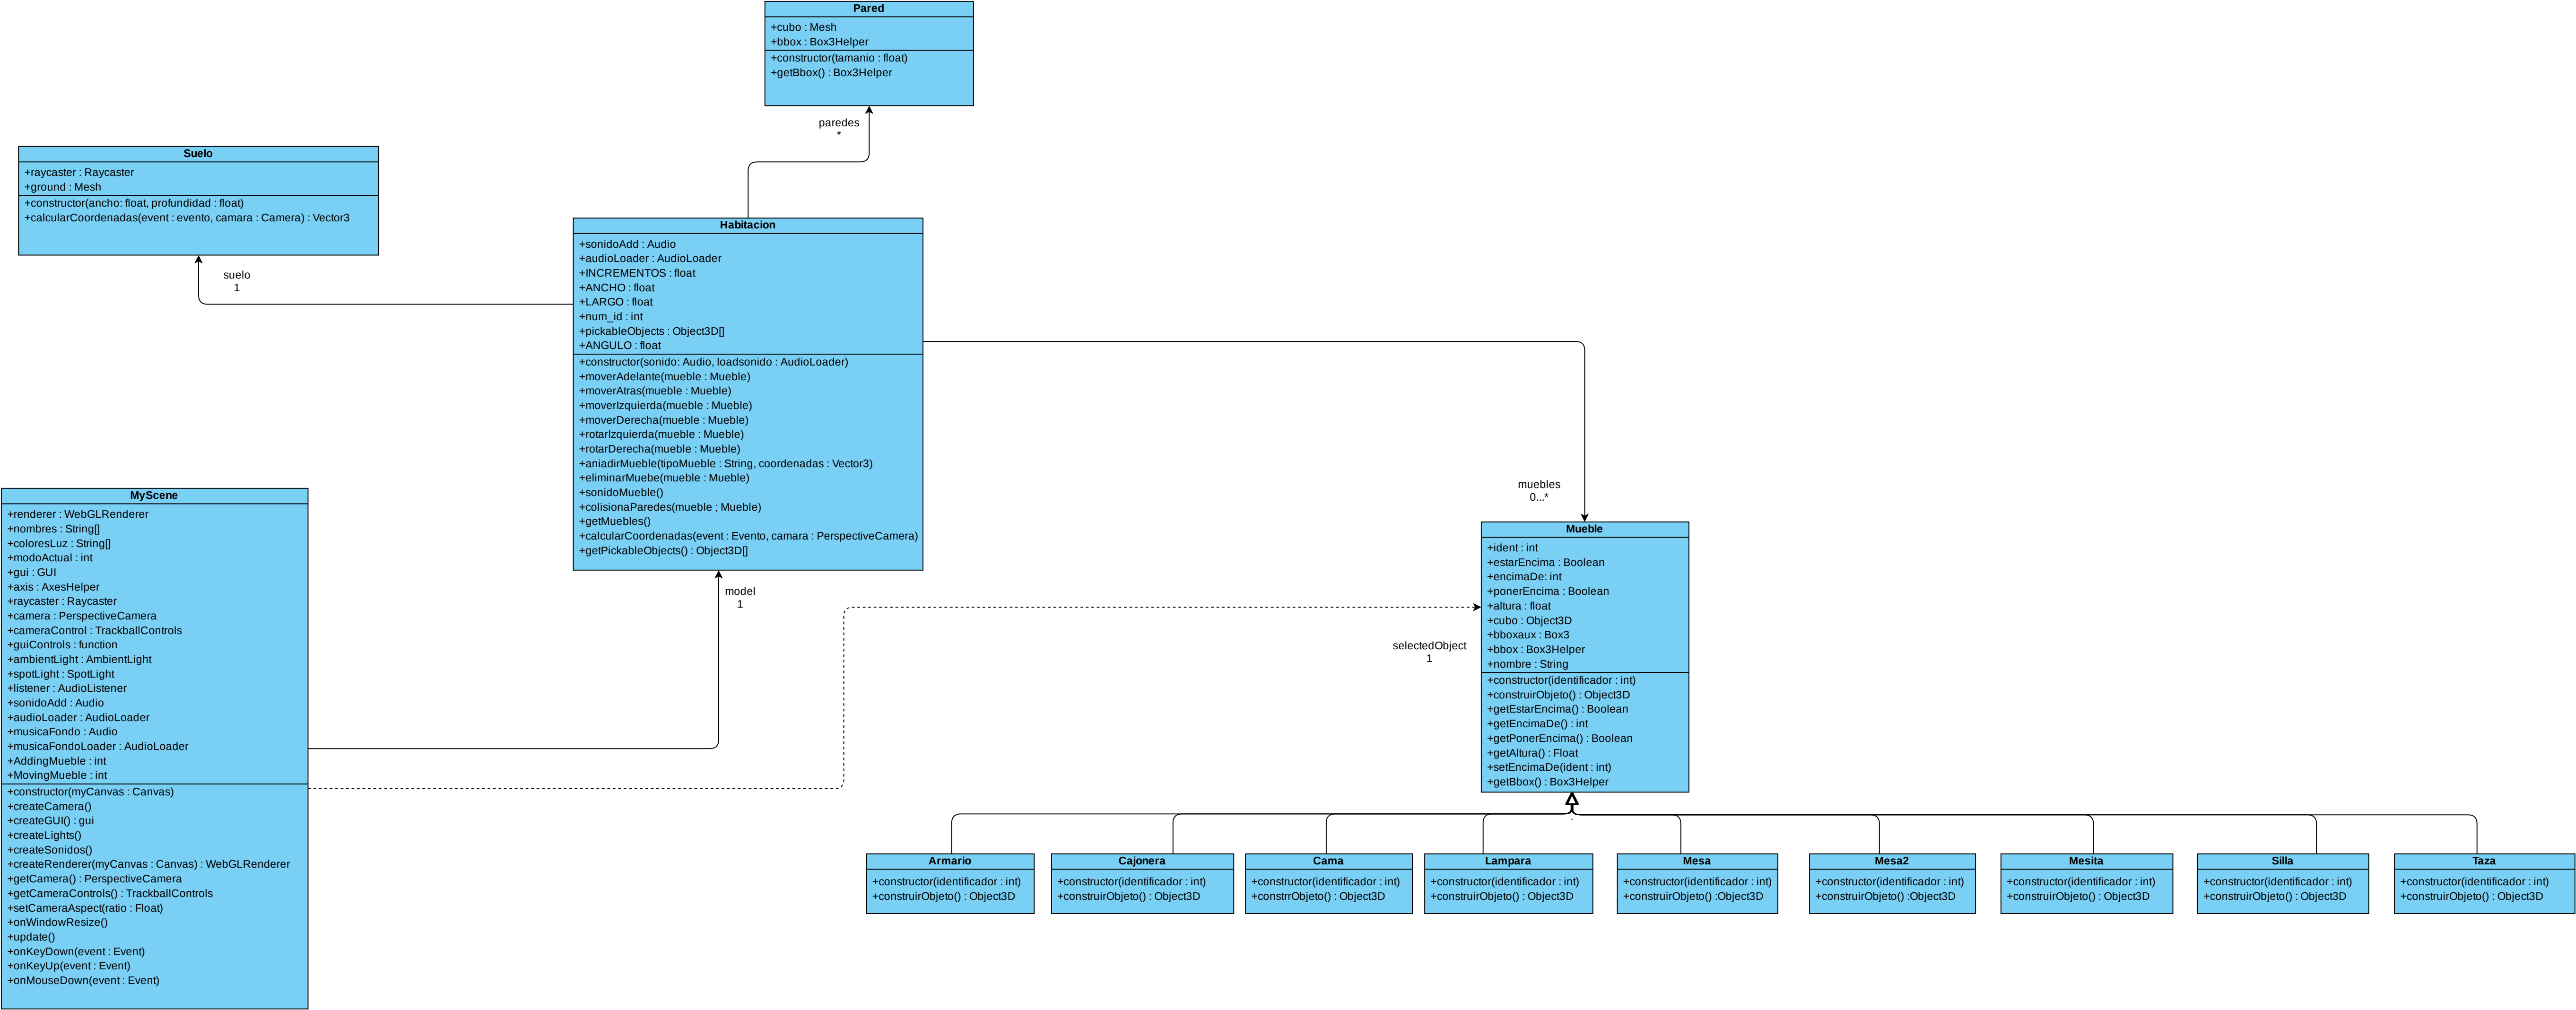 Pared
+cubo : Mesh
+bbox : Box3Helper
+constructor(tamanio : float)
+getBbox() : Box3Helper
paredes
*
Suelo
+raycaster : Raycaster
+ground : Mesh
+constructor(ancho: float, profundidad : float)
+calcularCoordenadas(event : evento, camara : Camera) : Vector3
suelo
1
Habitacion
+sonidoAdd : Audio
+audioLoader : AudioLoader
+INCREMENTOS : float
+ANCHO : float
+LARGO : float
+num_id : int
+pickableObjects : Object3D[]
+ANGULO : float
+constructor(sonido: Audio, loadsonido : AudioLoader)
+moverAdelante(mueble : Mueble)
+moverAtras(mueble : Mueble)
+moverIzquierda(mueble : Mueble)
+moverDerecha(mueble : Mueble)
+rotarIzquierda(mueble : Mueble)
+rotarDerecha(mueble : Mueble)
+aniadirMueble(tipoMueble : String, coordenadas : Vector3)
+eliminarMuebe(mueble : Mueble)
+sonidoMueble()
+colisionaParedes(mueble ; Mueble)
+getMuebles()
+calcularCoordenadas(event : Evento, camara : PerspectiveCamera)
+getPickableObjects() : Object3D[]
model
1
MyScene
+renderer : WebGLRenderer
+nombres : String[]
+coloresLuz : String[]
+modoActual : int
+gui : GUI
+axis : AxesHelper
+raycaster : Raycaster
+camera : PerspectiveCamera
+cameraControl : TrackballControls
+guiControls : function
+ambientLight : AmbientLight
+spotLight : SpotLight
+listener : AudioListener
+sonidoAdd : Audio
+audioLoader : AudioLoader
+musicaFondo : Audio
+musicaFondoLoader : AudioLoader
+AddingMueble : int
+MovingMueble : int
+constructor(myCanvas : Canvas)
+createCamera()
+createGUI() : gui
+createLights()
+createSonidos()
+createRenderer(myCanvas : Canvas) : WebGLRenderer
+getCamera() : PerspectiveCamera
+getCameraControls() : TrackballControls
+setCameraAspect(ratio : Float)
+onWindowResize()
+update()
+onKeyDown(event : Event)
+onKeyUp(event : Event)
+onMouseDown(event : Event)
muebles
0...*
selectedObject
1
Mueble
+ident : int
+estarEncima : Boolean
+encimaDe: int
+ponerEncima : Boolean
+altura : float
+cubo : Object3D
+bboxaux : Box3
+bbox : Box3Helper
+nombre : String
+constructor(identificador : int)
+construirObjeto() : Object3D
+getEstarEncima() : Boolean
+getEncimaDe() : int
+getPonerEncima() : Boolean
+getAltura() : Float
+setEncimaDe(ident : int)
+getBbox() : Box3Helper
Armario
+constructor(identificador : int)
+construirObjeto() : Object3D
Cajonera
+constructor(identificador : int)
+construirObjeto() : Object3D
Cama
+constructor(identificador : int)
+constrrObjeto() : Object3D
Lampara
+constructor(identificador : int)
+construirObjeto() : Object3D
Mesa
+constructor(identificador : int)
+construirObjeto() :Object3D
Mesa2
+constructor(identificador : int)
+construirObjeto() :Object3D
Mesita
+constructor(identificador : int)
+construirObjeto() : Object3D
Silla
+constructor(identificador : int)
+construirObjeto() : Object3D
Taza
+constructor(identificador : int)
+construirObjeto() : Object3D